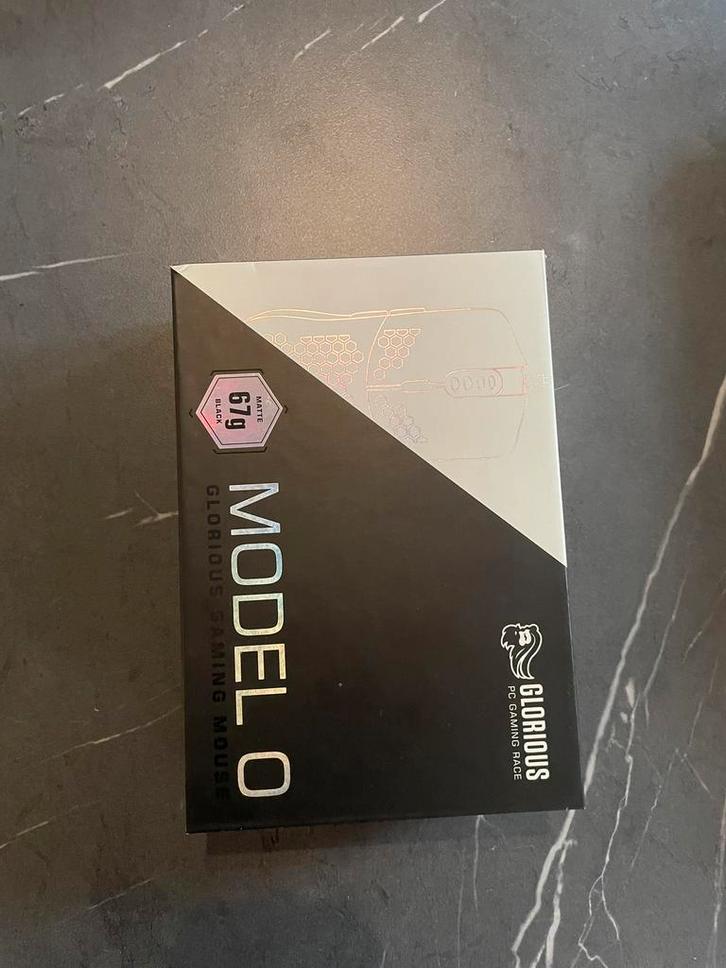 GLORIOUS
PC GAMING RACE
MATTE
67g
BLACK
MODEL O
GLORIOUS GAMING MOUSE